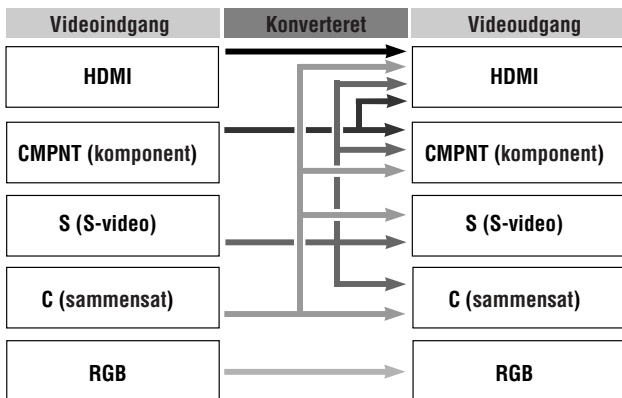 Videoindgang Konverteret Videoudgang
HDMI HDMI
CMPNT (komponent) CMPNT (komponent)
S (S-video) S (S-video)
C (sammensat) C (sammensat)
RGB RGB